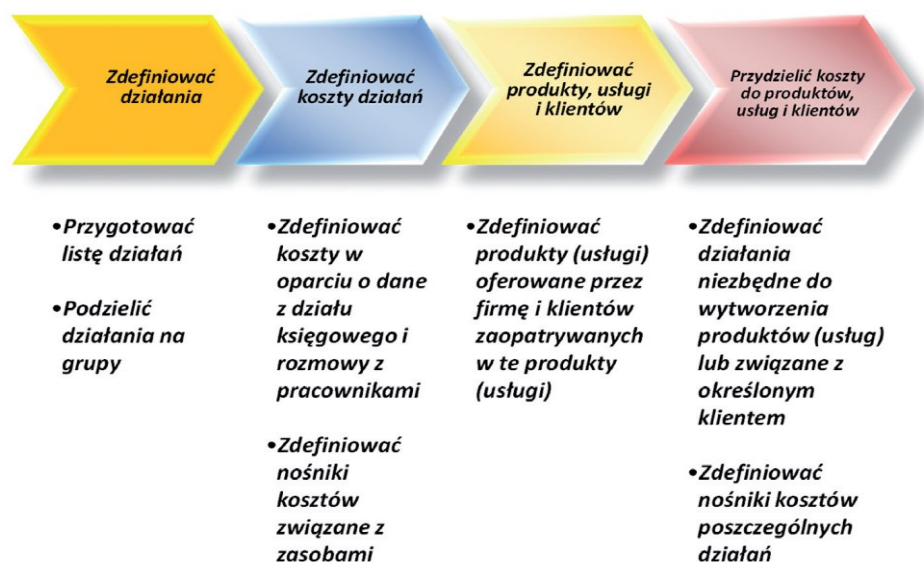 Zdefiniować
działania
Zdefiniować
koszty działań
Zdefiniować
produkty, usługi
i klientów
Przydzielić koszty
do produktów,
usług i klientów
•Przygotować
listę działań
•Podzielić
działania na
grupy
•Zdefiniować
koszty w
oparciu o dane
z działu
księgowego i
rozmowy z
pracownikami
•Zdefiniować
nośniki
kosztów
związane z
zasobami
•Zdefiniować
produkty (usługi)
oferowane przez
firmę i klientów
zaopatrywanych
w te produkty
(usługi)
•Zdefiniować
działania
niezbędne do
wytworzenia
produktów (usług)
lub związane z
określonym
klientem
•Zdefiniować
nośniki kosztów
poszczególnych
działań